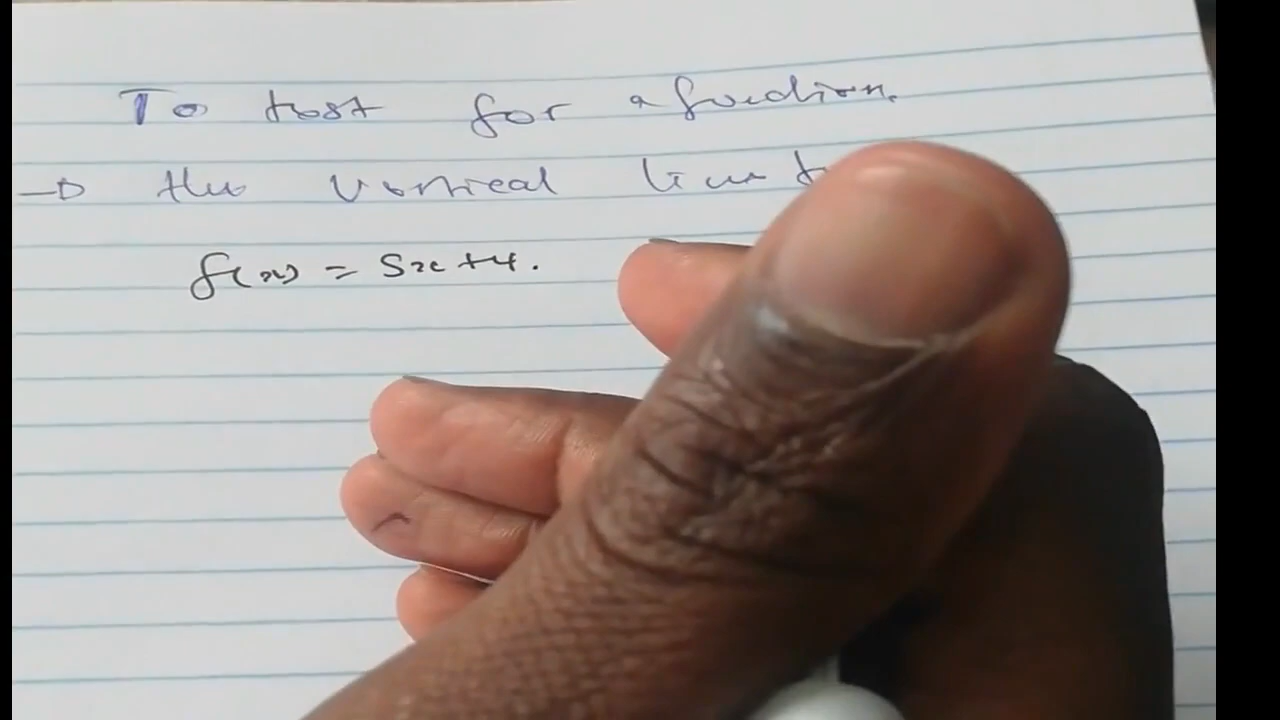 To test for a function.
→ the vertical line t
f(x) = 5x + 4.